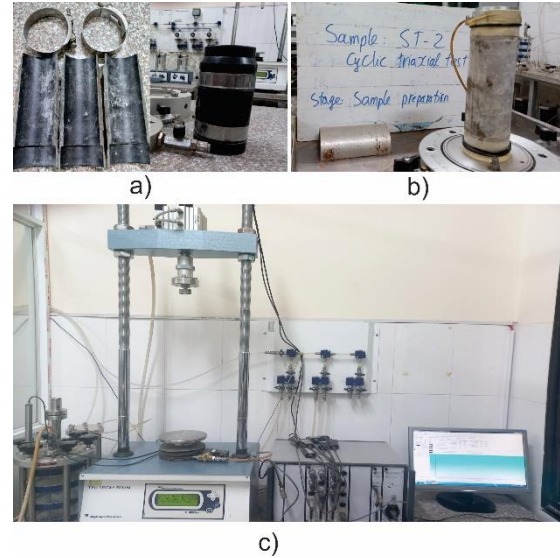 Sample: ST-2
Cyclic triaxial test
Stage: Sample preparation
a)
b)
c)